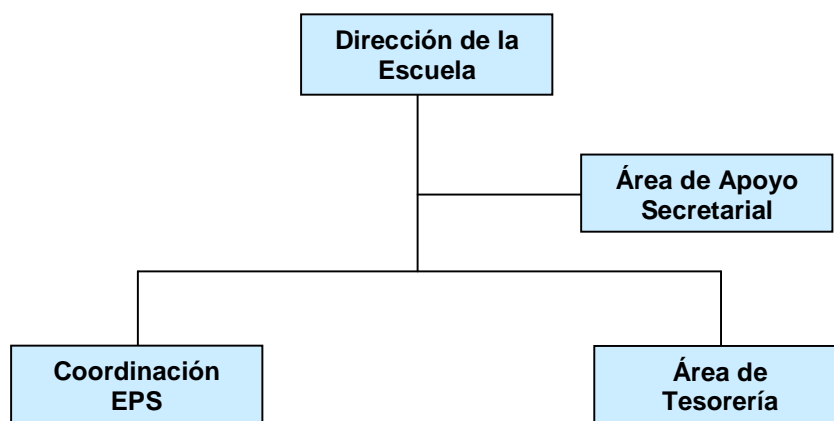 Dirección de la
Escuela
Área de Apoyo
Secretarial
Coordinación
EPS
Área de
Tesorería